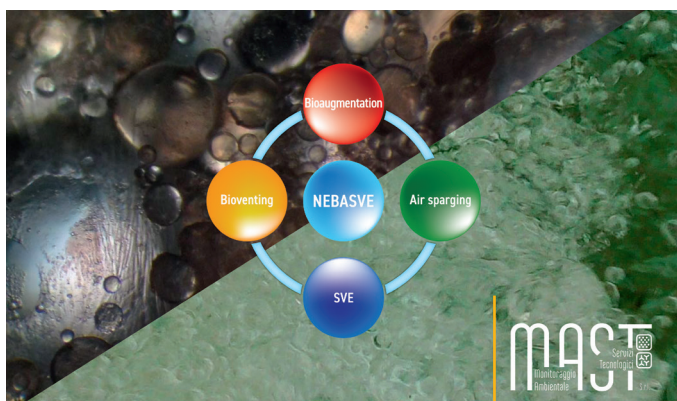 Bioaugmentation
Bioventing
NEBASVE
Air sparging
SVE
MAST
Servizi
Tecnologici
Monitoraggio
Ambientale
S.r.l.